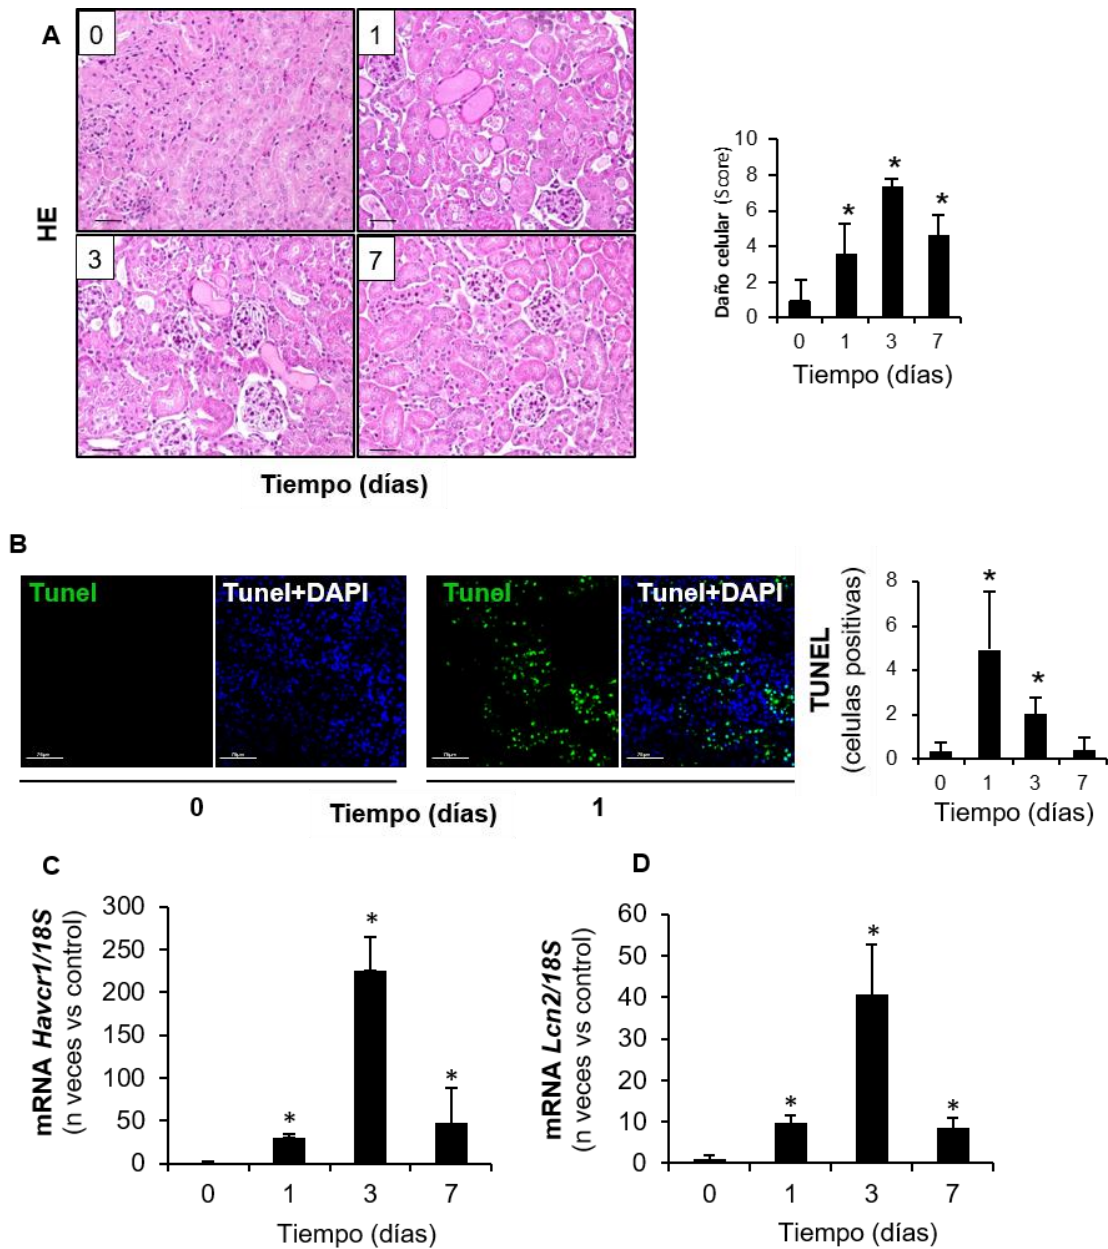 A
HE
0
1
3
7
Tiempo (días)
Daño celular (Score)
10
8
6
4
2
0
*
*
*
0 1 3 7
Tiempo (días)
B
Tunel
Tunel+DAPI
Tunel
Tunel+DAPI
0
Tiempo (días)
1
TUNEL
(celulas positivas)
8
6
4
2
0
*
*
0 1 3 7
Tiempo (días)
C
mRNA Havcr1/18S
(n veces vs control)
300
250
200
150
100
50
0
*
*
*
0 1 3 7
Tiempo (días)
D
mRNA Lcn2/18S
(n veces vs control)
60
50
40
30
20
10
0
*
*
*
0 1 3 7
Tiempo (días)